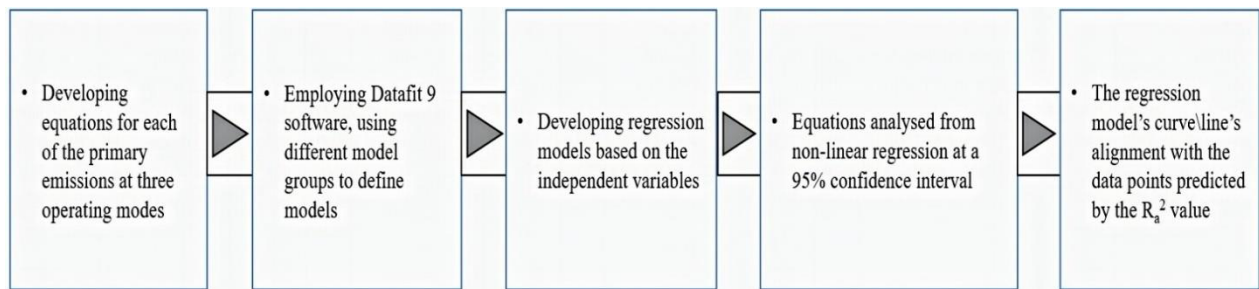 • Developing
equations for each
of the primary
emissions at three
operating modes
• Employing Datafit 9
software, using
different model
groups to define
models
• Developing regression
models based on the
independent variables
• Equations analysed from
non-linear regression at a
95% confidence interval
• The regression
model’s curve\line’s
alignment with the
data points predicted
by the Rₐ² value